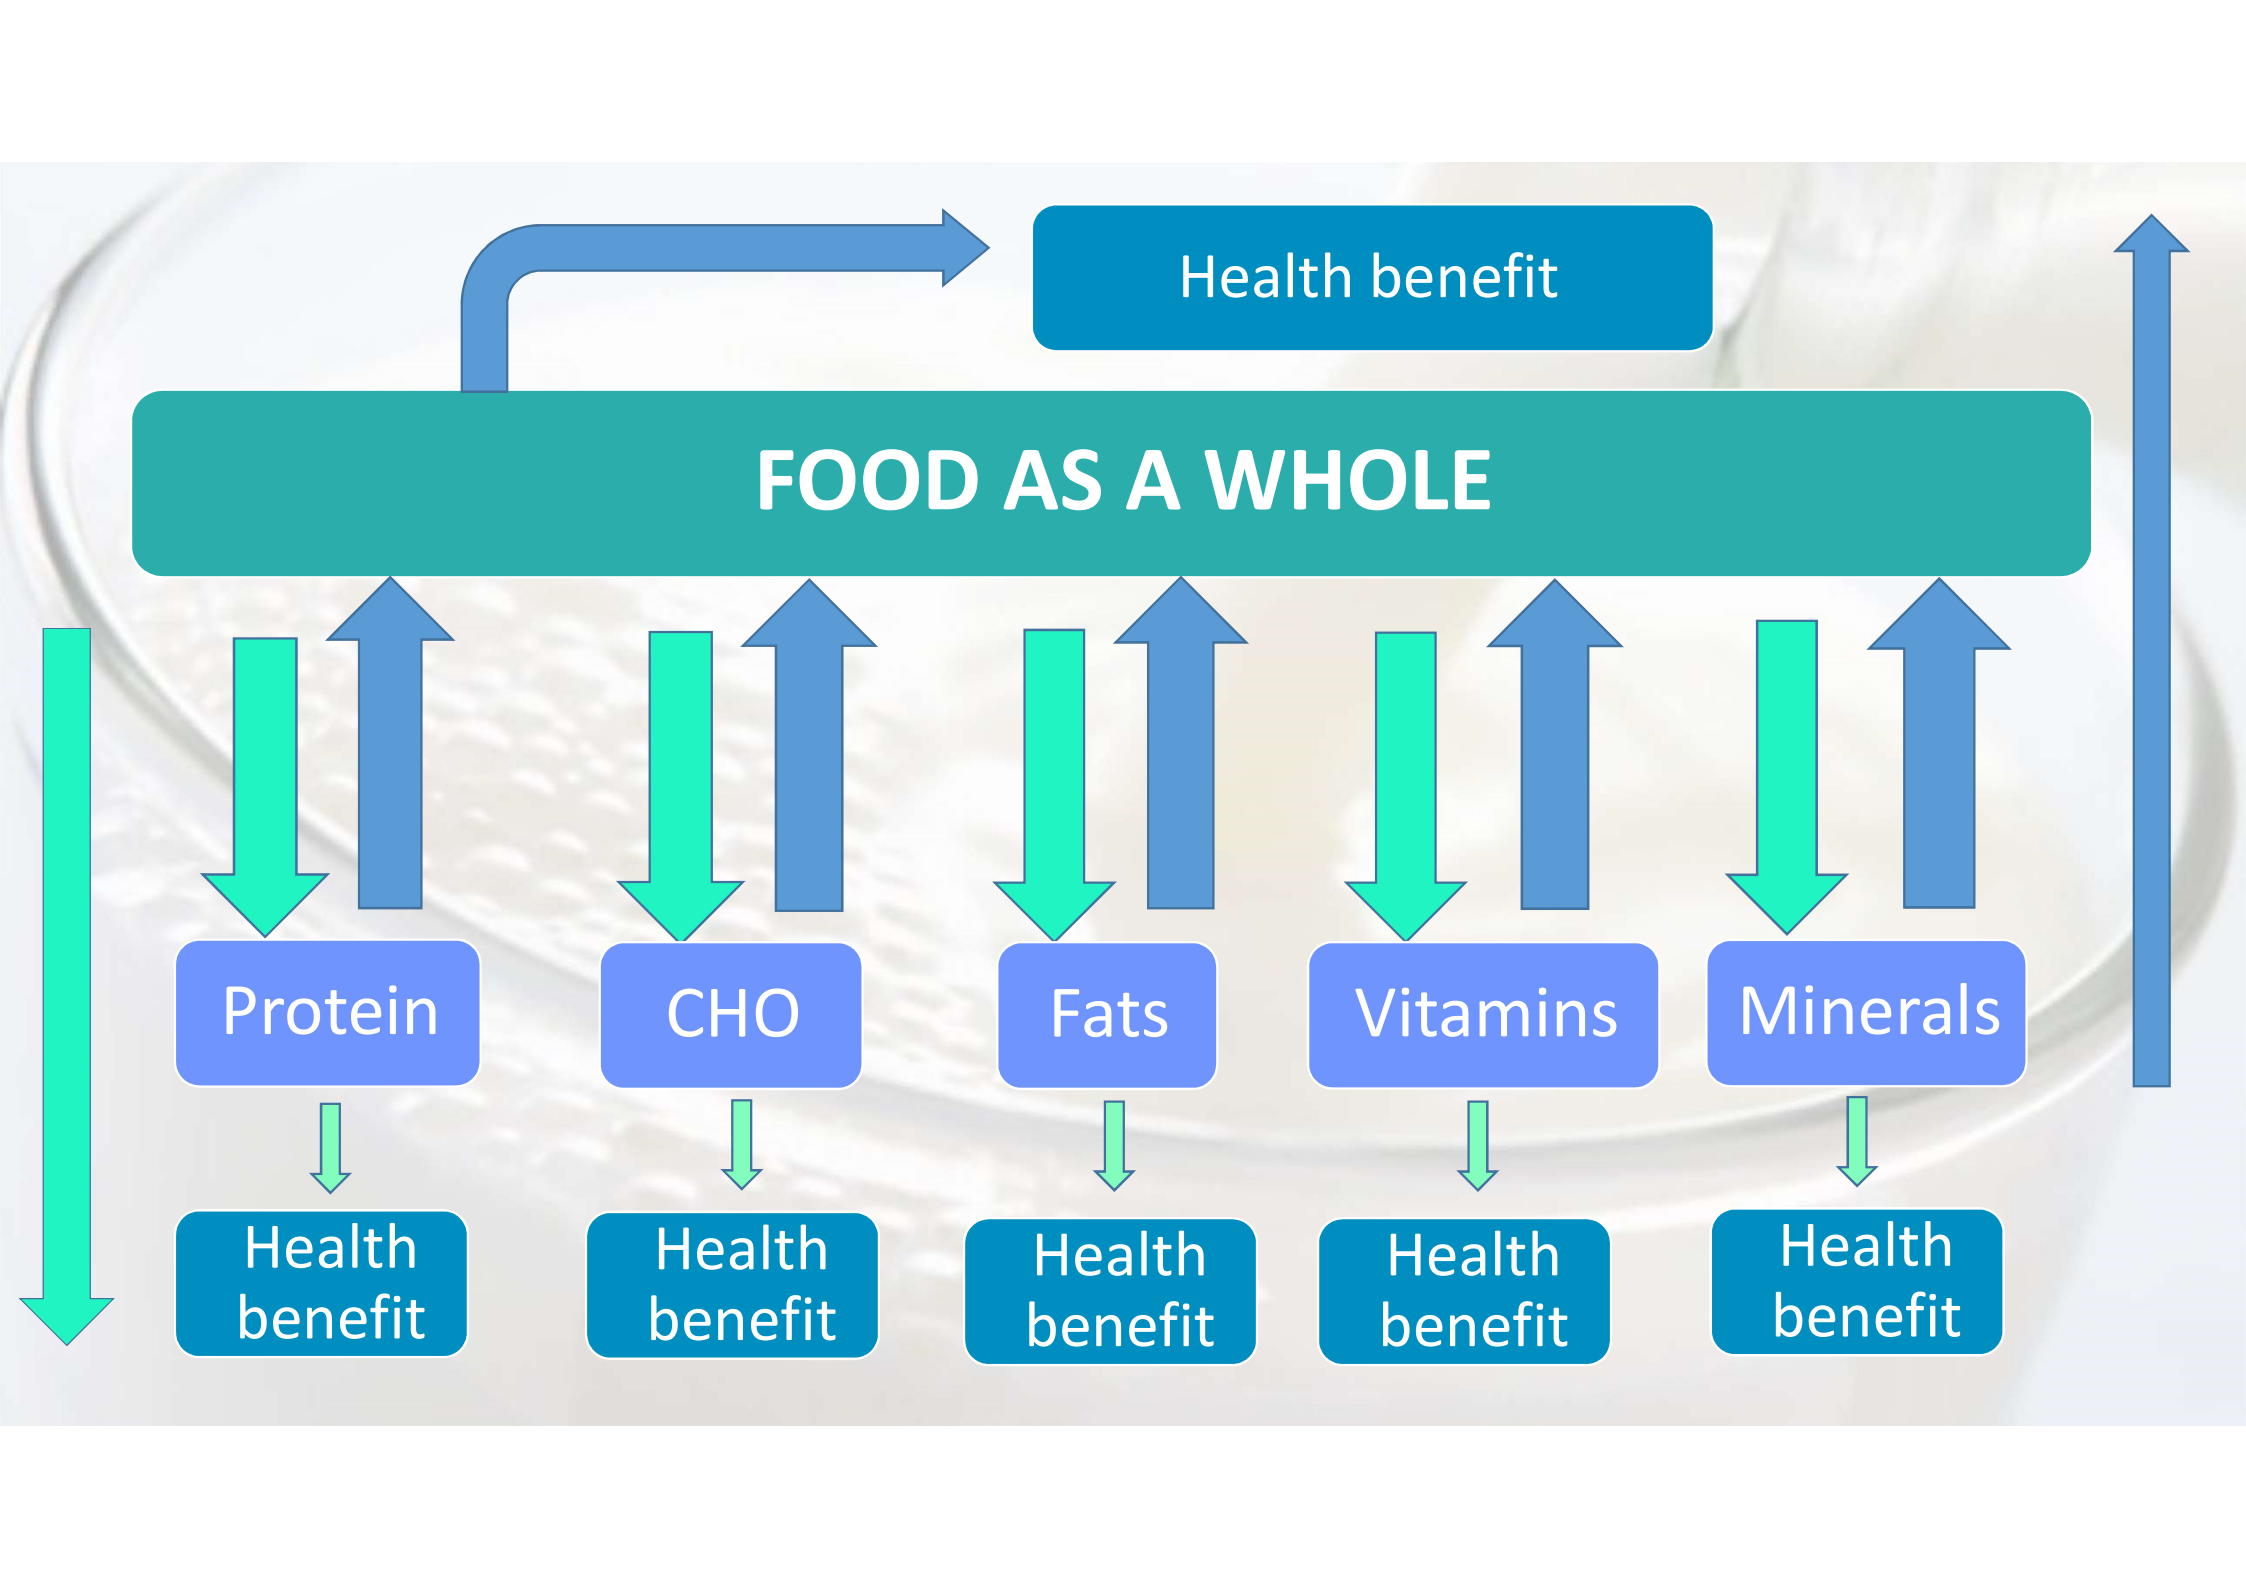 Health benefit
FOOD AS A WHOLE
Protein
CHO
Fats
Vitamins
Minerals
Health
benefit
Health
benefit
Health
benefit
Health
benefit
Health
benefit